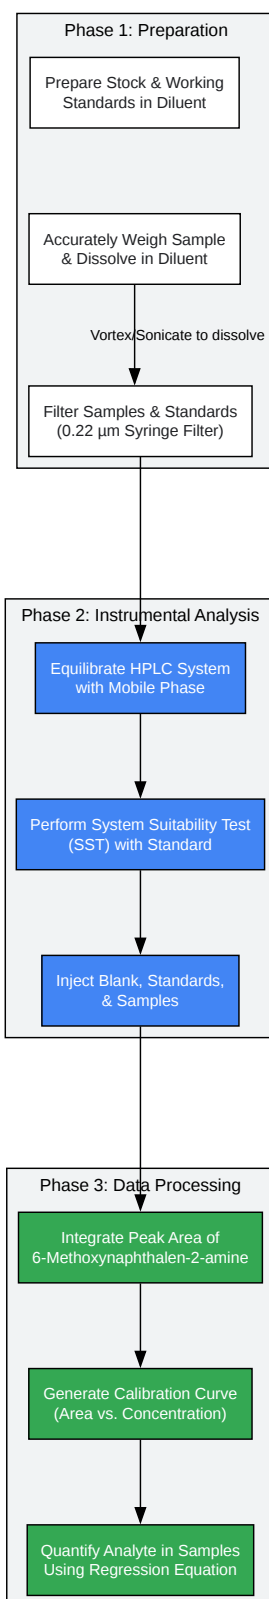 Phase 1: Preparation
Prepare Stock & Working
Standards in Diluent
Accurately Weigh Sample
& Dissolve in Diluent
Vortex/Sonicate to dissolve
Filter Samples & Standards
(0.22 µm Syringe Filter)
Phase 2: Instrumental Analysis
Equilibrate HPLC System
with Mobile Phase
Perform System Suitability Test
(SST) with Standard
Inject Blank, Standards,
& Samples
Phase 3: Data Processing
Integrate Peak Area of
6-Methoxynaphthalen-2-amine
Generate Calibration Curve
(Area vs. Concentration)
Quantify Analyte in Samples
Using Regression Equation